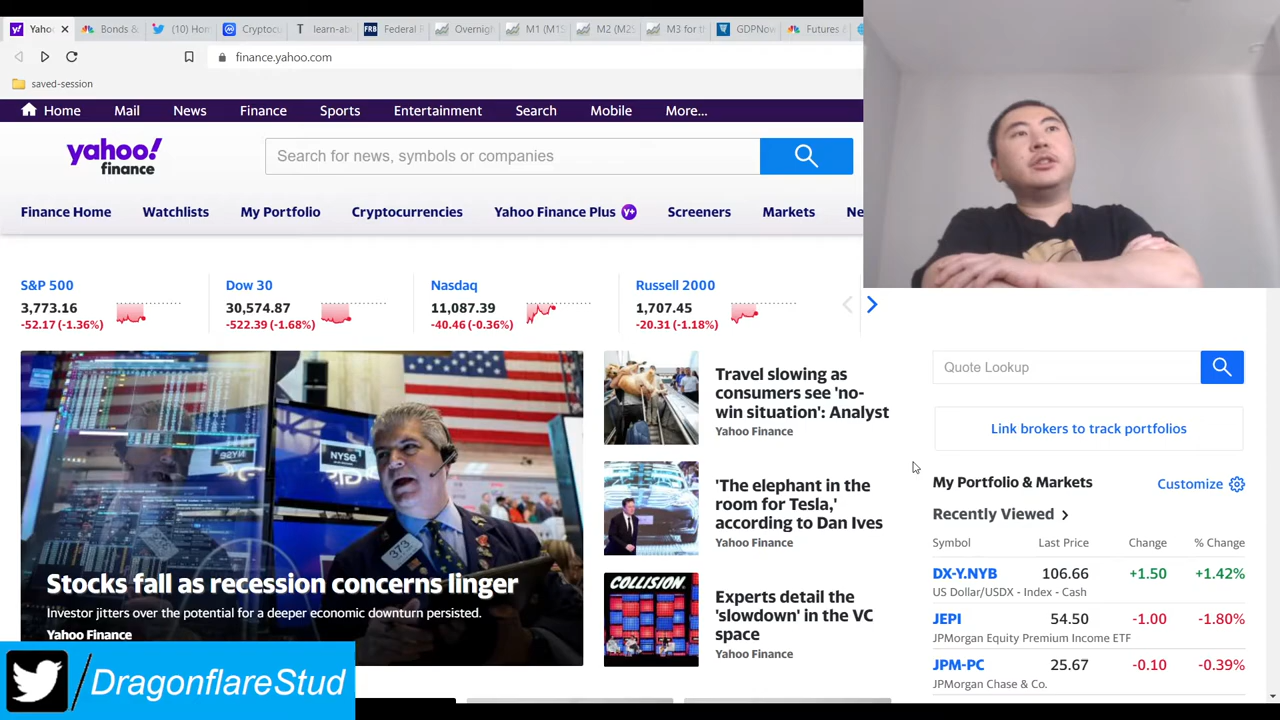 Yaho
Bonds &
(10) Hom
Cryptocu
learn-abo
Federal R
Overnigh
M1 (M1S
M2 (M2S
M3 for th
GDPNow
Futures &
finance.yahoo.com
saved-session
Home Mail News Finance Sports Entertainment Search Mobile More...
yahoo!
finance
Search for news, symbols or companies
Finance Home Watchlists My Portfolio Cryptocurrencies Yahoo Finance Plus Y+ Screeners Markets Ne
S&P 500
3,773.16
-52.17 (-1.36%)
Dow 30
30,574.87
-522.39 (-1.68%)
Nasdaq
11,087.39
-40.46 (-0.36%)
Russell 2000
1,707.45
-20.31 (-1.18%)
NYSE
Stocks fall as recession concerns linger
Investor jitters over the potential for a deeper economic downturn persisted.
Yahoo Finance
Travel slowing as
consumers see 'no-
win situation': Analyst
Yahoo Finance
'The elephant in the
room for Tesla,'
according to Dan Ives
Yahoo Finance
COLLISION
Experts detail the
'slowdown' in the VC
space
Yahoo Finance
Quote Lookup
Link brokers to track portfolios
My Portfolio & Markets Customize
Recently Viewed
Symbol Last Price Change % Change
DX-Y.NYB 106.66 +1.50 +1.42%
US Dollar/USDX - Index - Cash
JEPI 54.50 -1.00 -1.80%
JPMorgan Equity Premium Income ETF
JPM-PC 25.67 -0.10 -0.39%
JPMorgan Chase & Co.
/DragonflareStud